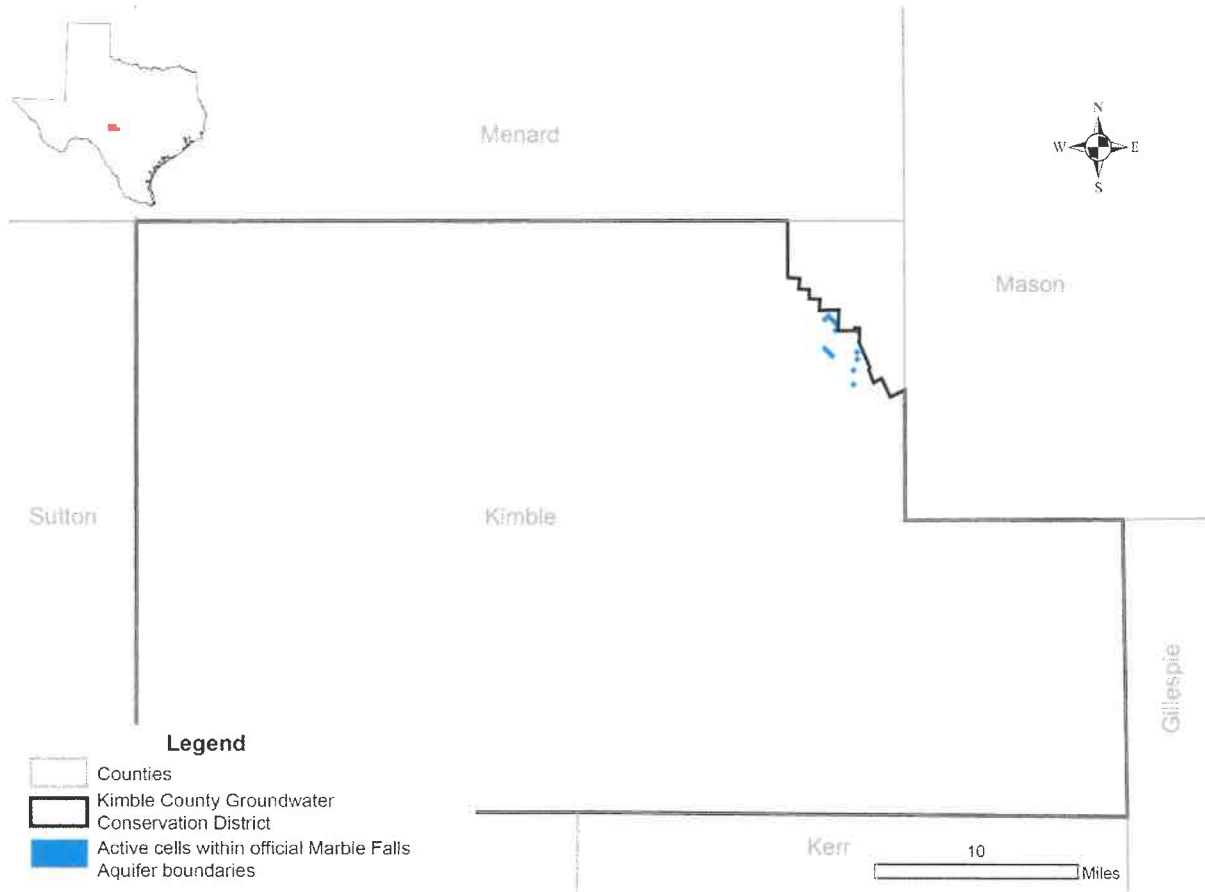 Menard
N
W E
S
Mason
Sutton
Kimble
Gillespie
Legend
Counties
Kimble County Groundwater
Conservation District
Active cells within official Marble Falls
Aquifer boundaries
Kerr
10
Miles